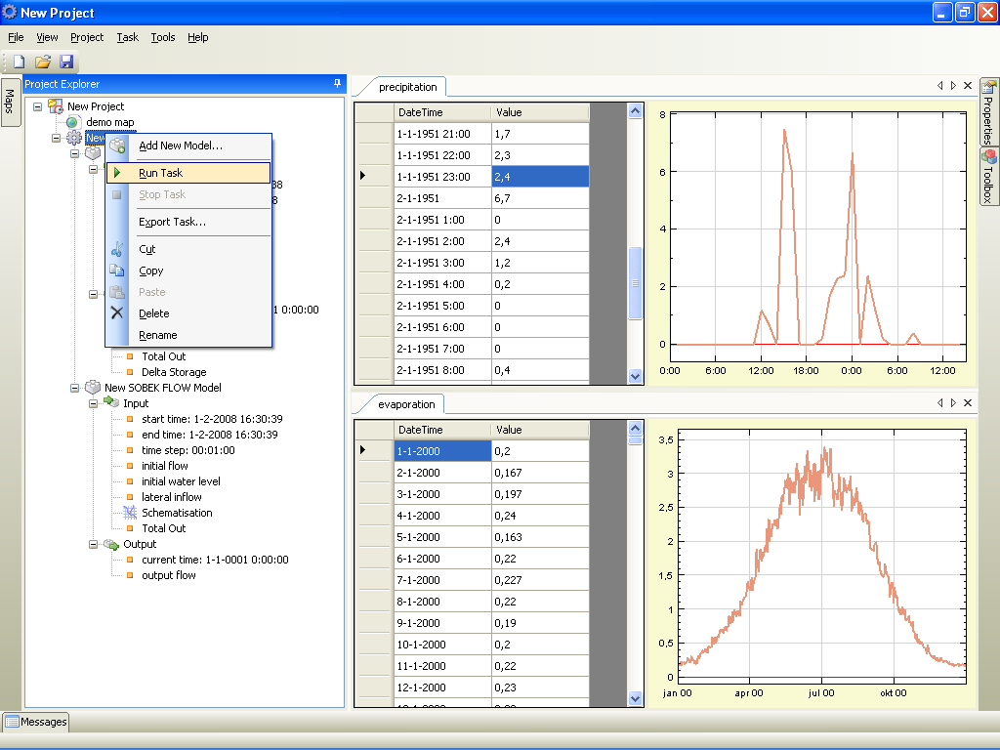 New Project
File View Project Task Tools Help
Maps
Project Explorer
New Project
demo map
New
Add New Model...
Run Task
Stop Task
Export Task...
Cut
Copy
Paste
Delete
Rename
38
8
1 0:00:00
Total Out
Delta Storage
New SOBEK FLOW Model
Input
start time: 1-2-2008 16:30:39
end time: 1-2-2008 16:30:39
time step: 00:01:00
initial flow
initial water level
lateral inflow
Schematisation
Total Out
Output
current time: 1-1-0001 0:00:00
output flow
precipitation
DateTime Value
1-1-1951 21:00 1,7
1-1-1951 22:00 2,3
1-1-1951 23:00 2,4
2-1-1951 6,7
2-1-1951 1:00 0
2-1-1951 2:00 2,4
2-1-1951 3:00 1,2
2-1-1951 4:00 0,2
2-1-1951 5:00 0
2-1-1951 6:00 0
2-1-1951 7:00 0
2-1-1951 8:00 0,4
8
6
4
2
0
0:00 6:00 12:00 18:00 0:00 6:00 12:00
evaporation
DateTime Value
1-1-2000 0,2
2-1-2000 0,167
3-1-2000 0,197
4-1-2000 0,24
5-1-2000 0,163
6-1-2000 0,22
7-1-2000 0,227
8-1-2000 0,22
9-1-2000 0,19
10-1-2000 0,2
11-1-2000 0,22
12-1-2000 0,23
3,5
3
2,5
2
1,5
1
0,5
0
jan 00 apr 00 jul 00 okt 00
Properties
Toolbox
Messages